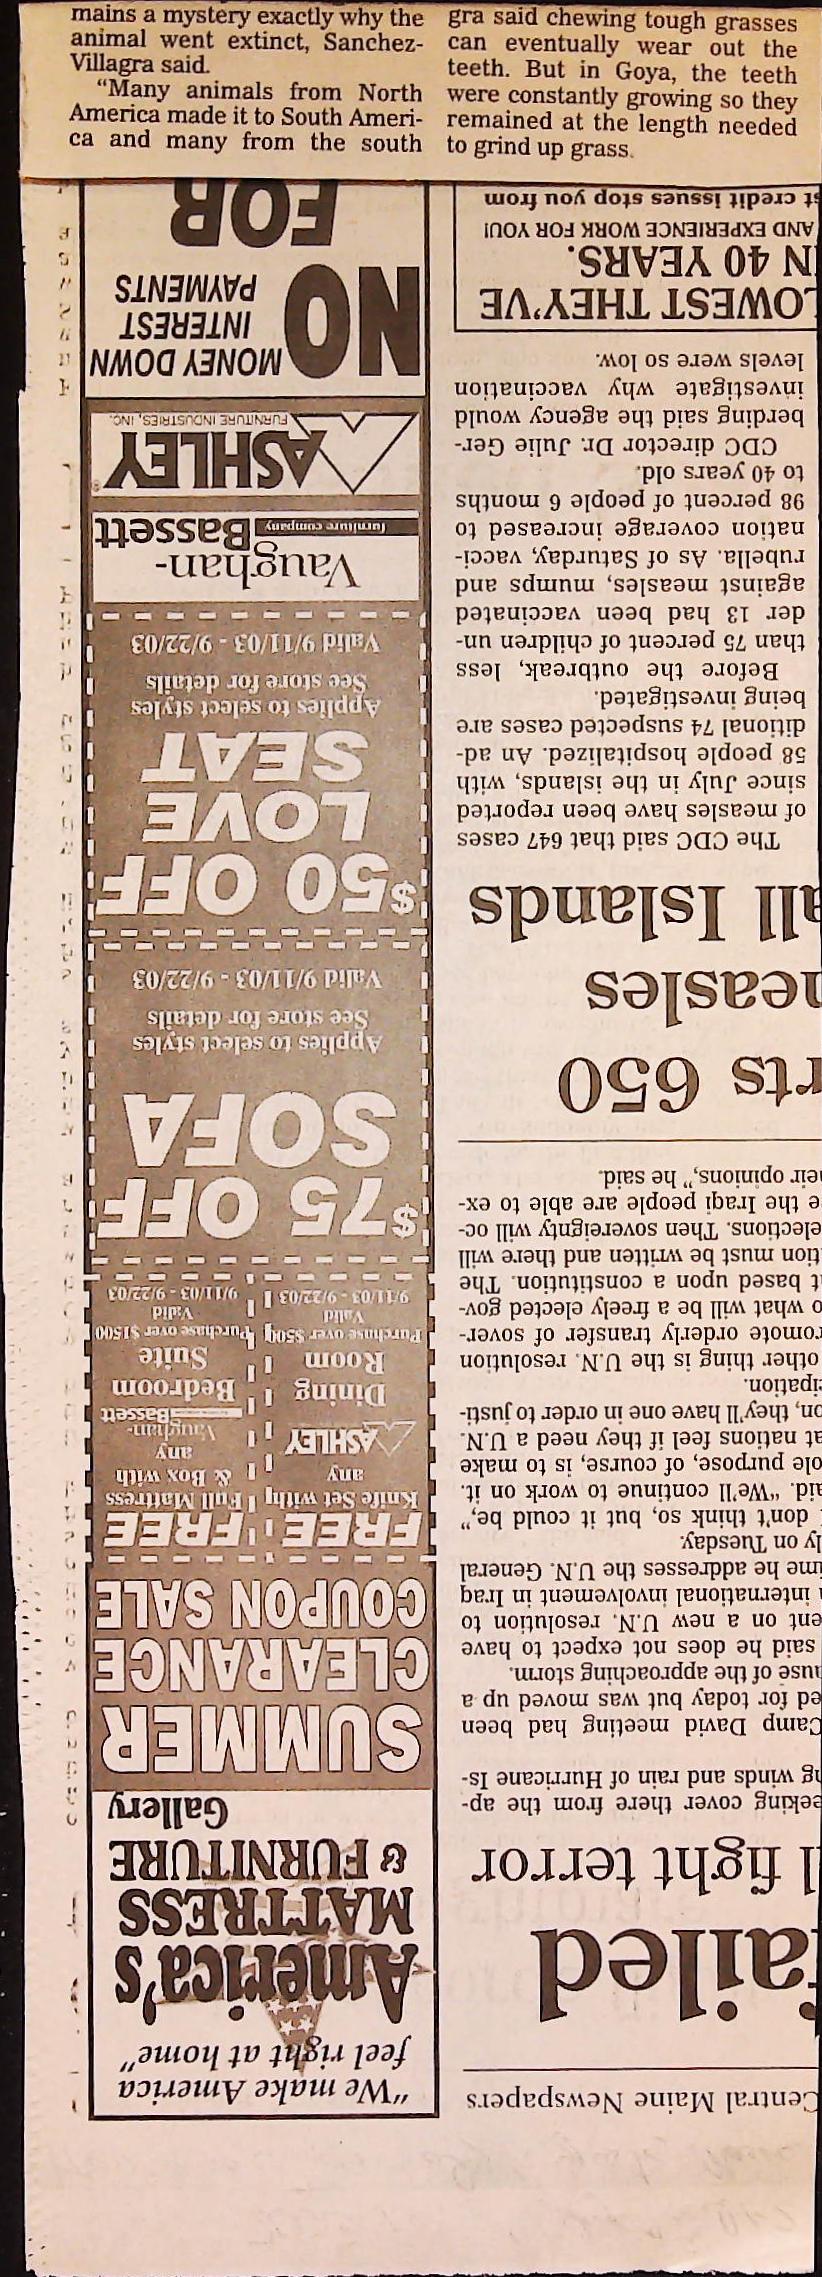 mains a mystery exactly why the
animal went extinct, Sanchez-
Villagra said.
"Many animals from North
America made it to South Ameri-
ca and many from the south
gra said chewing tough grasses
can eventually wear out the
teeth. But in Goya, the teeth
were constantly growing so they
remained at the length needed
to grind up grass.
Central Maine Newspapers
ailed
l fight terror
eeking cover there from the ap-
ng winds and rain of Hurricane Is-
Camp David meeting had been
ed for today but was moved up a
ause of the approaching storm.
said he does not expect to have
ent on a new U.N. resolution to
international involvement in Iraq
ime he addresses the U.N. General
ly on Tuesday.
don't think so, but it could be,"
aid. "We'll continue to work on it.
ole purpose, of course, is to make
at nations feel if they need a U.N.
on, they'll have one in order to justi-
cipation.
other thing is the U.N. resolution
romote orderly transfer of sover-
o what will be a freely elected gov-
t based upon a constitution. The
tion must be written and there will
elections. Then sovereignty will oc-
e the Iraqi people are able to ex-
eir opinions," he said.
rts 650
easles
all Islands
The CDC said that 647 cases
of measles have been reported
since July in the islands, with
58 people hospitalized. An ad-
ditional 74 suspected cases are
being investigated.
Before the outbreak, less
than 75 percent of children un-
der 13 had been vaccinated
against measles, mumps and
rubella. As of Saturday, vacci-
nation coverage increased to
98 percent of people 6 months
to 40 years old.
CDC director Dr. Julie Ger-
berding said the agency would
investigate why vaccination
levels were so low.
OWEST THEY'VE
IN 40 YEARS.
AND EXPERIENCE WORK FOR YOU!
st credit issues stop you from
"We make America
feel right at home"
America's
MATTRESS
& FURNITURE
Gallery
SUMMER
CLEARANCE
COUPON SALE
FREE
Knife Set with
any
ASHLEY
Dining
Room
Purchase over $500
Valid
9/11/03 - 9/22/03
FREE
Full Mattress
& Box with
any
Vaughan-
Bassett
Bedroom
Suite
Purchase over $1500
Valid
9/11/03 - 9/22/03
$75 OFF
SOFA
Applies to select styles
See store for details
Valid 9/11/03 - 9/22/03
$50 OFF
LOVE
SEAT
Applies to select styles
See store for details
Valid 9/11/03 - 9/22/03
Vaughan-
furniture company Bassett
ASHLEY®
FURNITURE INDUSTRIES, INC.
NO
MONEY DOWN
INTEREST
PAYMENTS
FOR